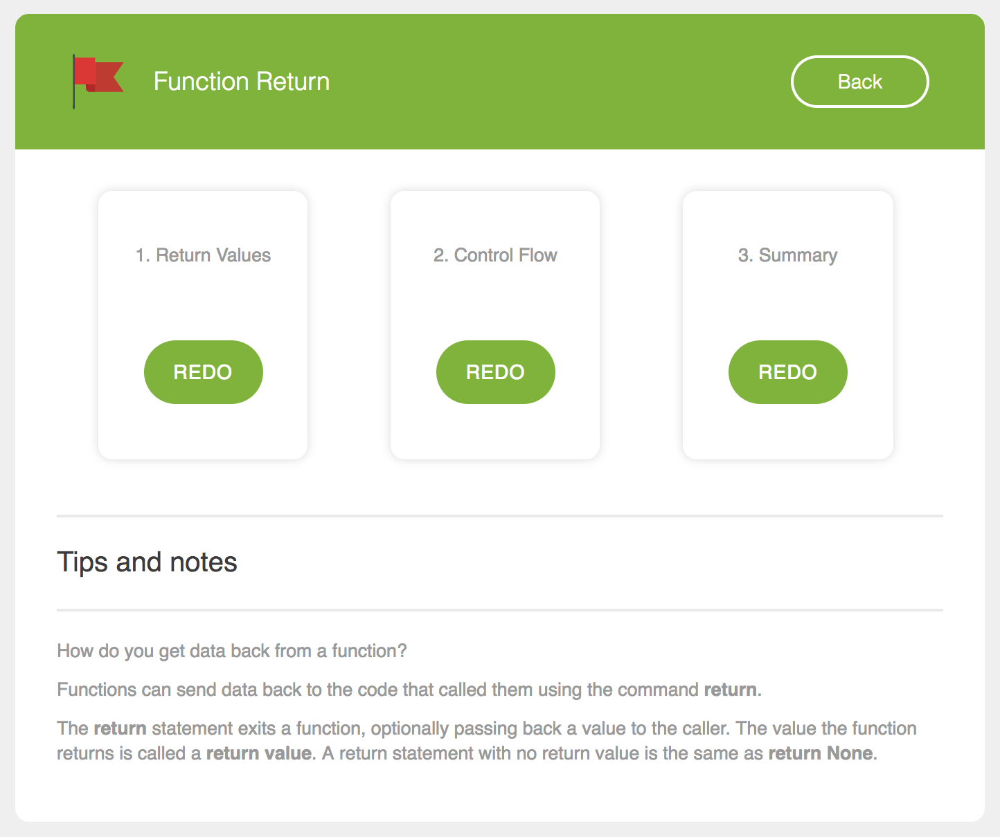 Function Return
Back
1. Return Values
2. Control Flow
3. Summary
REDO
REDO
REDO
Tips and notes
How do you get data back from a function?
Functions can send data back to the code that called them using the command return.
The return statement exits a function, optionally passing back a value to the caller. The value the function
returns is called a return value. A return statement with no return value is the same as return None.